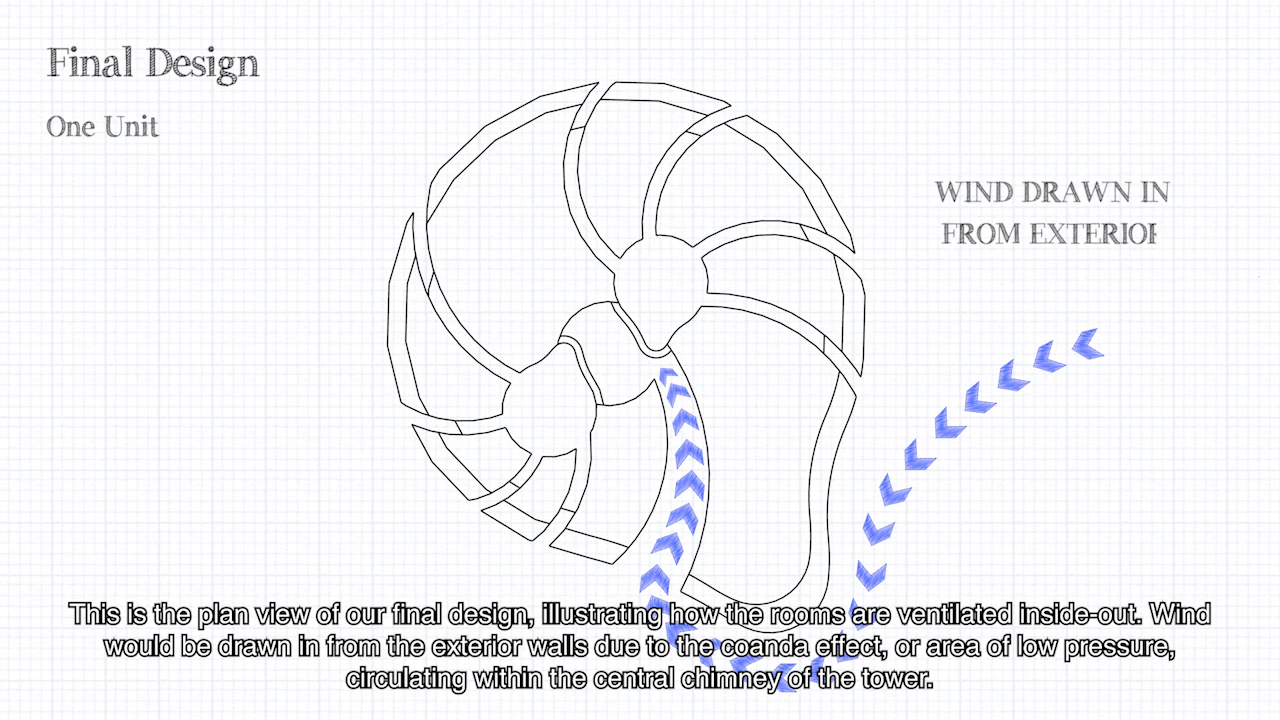 Final Design
One Unit
WIND DRAWN IN
FROM EXTERIOR
This is the plan view of our final design, illustrating how the rooms are ventilated inside-out. Wind
would be drawn in from the exterior walls due to the coanda effect, or area of low pressure,
circulating within the central chimney of the tower.